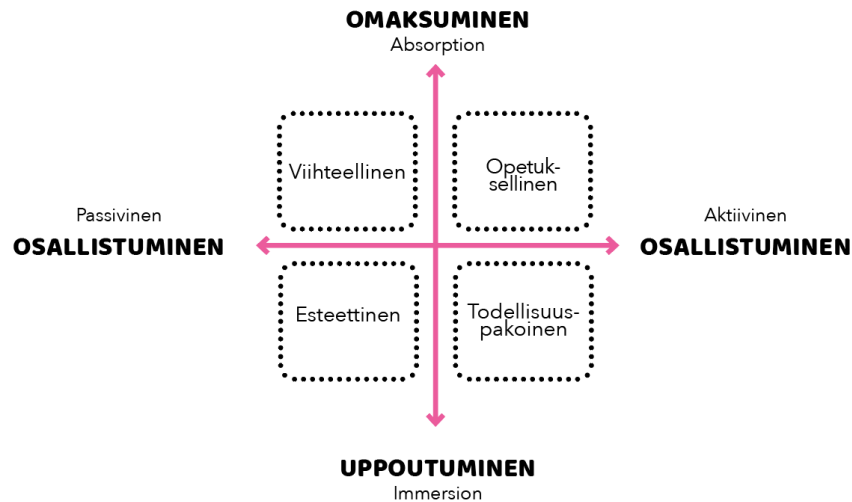 OMAKSUMINEN
Absorption
Viihteellinen
Opetuk-
sellinen
Passivinen
OSALLISTUMINEN
Aktiivinen
OSALLISTUMINEN
Esteettinen
Todellisuus-
pakoinen
UPPOUTUMINEN
Immersion